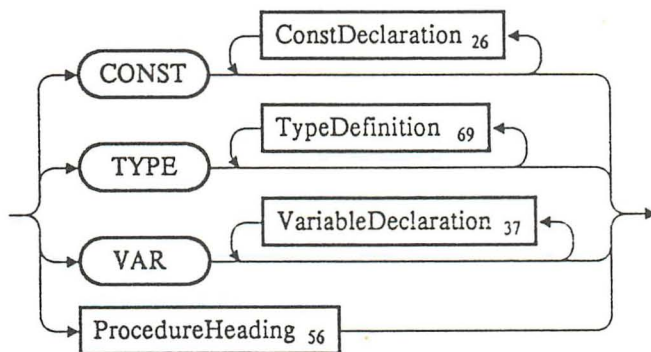 ConstDeclaration 26
CONST
TypeDefinition 69
TYPE
VariableDeclaration 37
VAR
ProcedureHeading 56